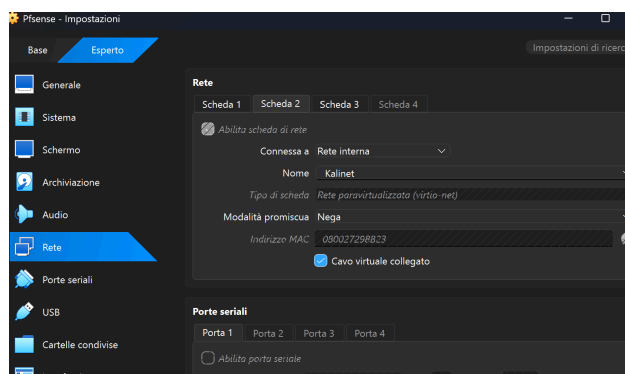 Pfsense - Impostazioni
Base Esperto
Impostazioni di ricerc
Generale
Sistema
Schermo
Archiviazione
Audio
Rete
Porte seriali
USB
Cartelle condivise
Rete
Scheda 1 Scheda 2 Scheda 3 Scheda 4
Abilita scheda di rete
Connessa a Rete interna
Nome Kalinet
Tipo di scheda Rete paravirtualizzata (virtio-net)
Modalità promiscua Nega
Indirizzo MAC 080027298B23
Cavo virtuale collegato
Porte seriali
Porta 1 Porta 2 Porta 3 Porta 4
Abilita porta seriale